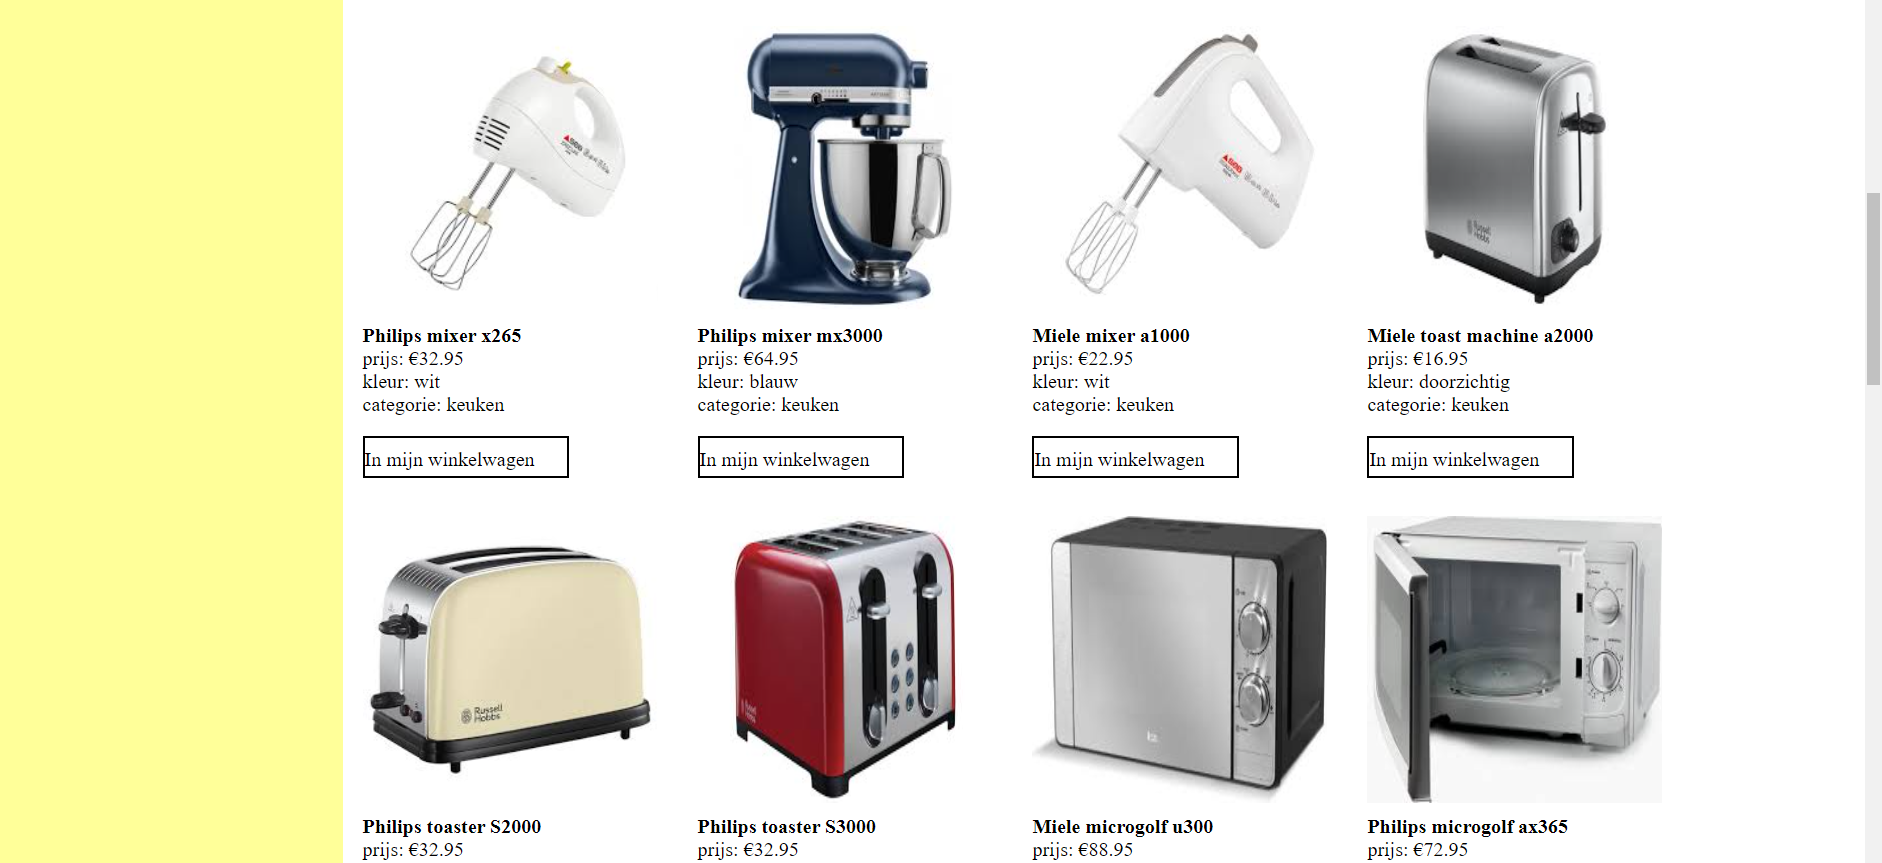 Philips mixer x265
prijs: €32.95
kleur: wit
categorie: keuken
In mijn winkelwagen
Philips mixer mx3000
prijs: €64.95
kleur: blauw
categorie: keuken
In mijn winkelwagen
Miele mixer a1000
prijs: €22.95
kleur: wit
categorie: keuken
In mijn winkelwagen
Russell
Hobbs
Miele toast machine a2000
prijs: €16.95
kleur: doorzichtig
categorie: keuken
In mijn winkelwagen
Russell
Hobbs
Philips toaster S2000
prijs: €32.95
Philips toaster S3000
prijs: €32.95
Miele microgolf u300
prijs: €88.95
Philips microgolf ax365
prijs: €72.95